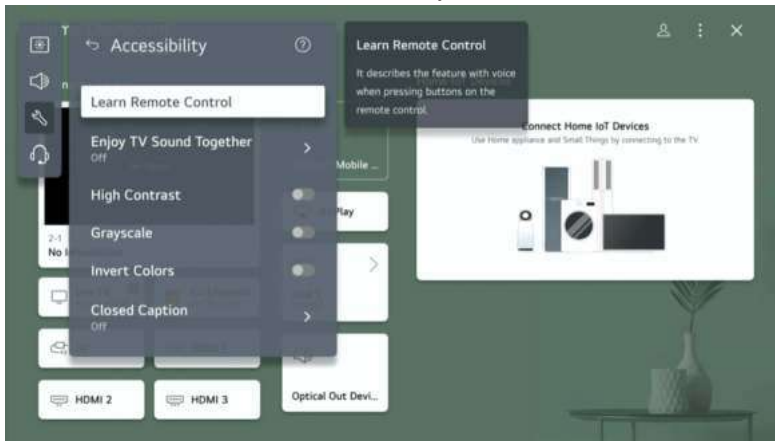 Accessibility
Learn Remote Control
Enjoy TV Sound Together
Off
High Contrast
Grayscale
Invert Colors
Closed Caption
Off
Learn Remote Control
It describes the feature with voice
when pressing buttons on the
remote control.
Connect Home IoT Devices
Use Home appliance and Small Things by connecting to the TV.
Mobile ...
Play
2-1
No
HDMI 2
HDMI 3
Optical Out Devi...